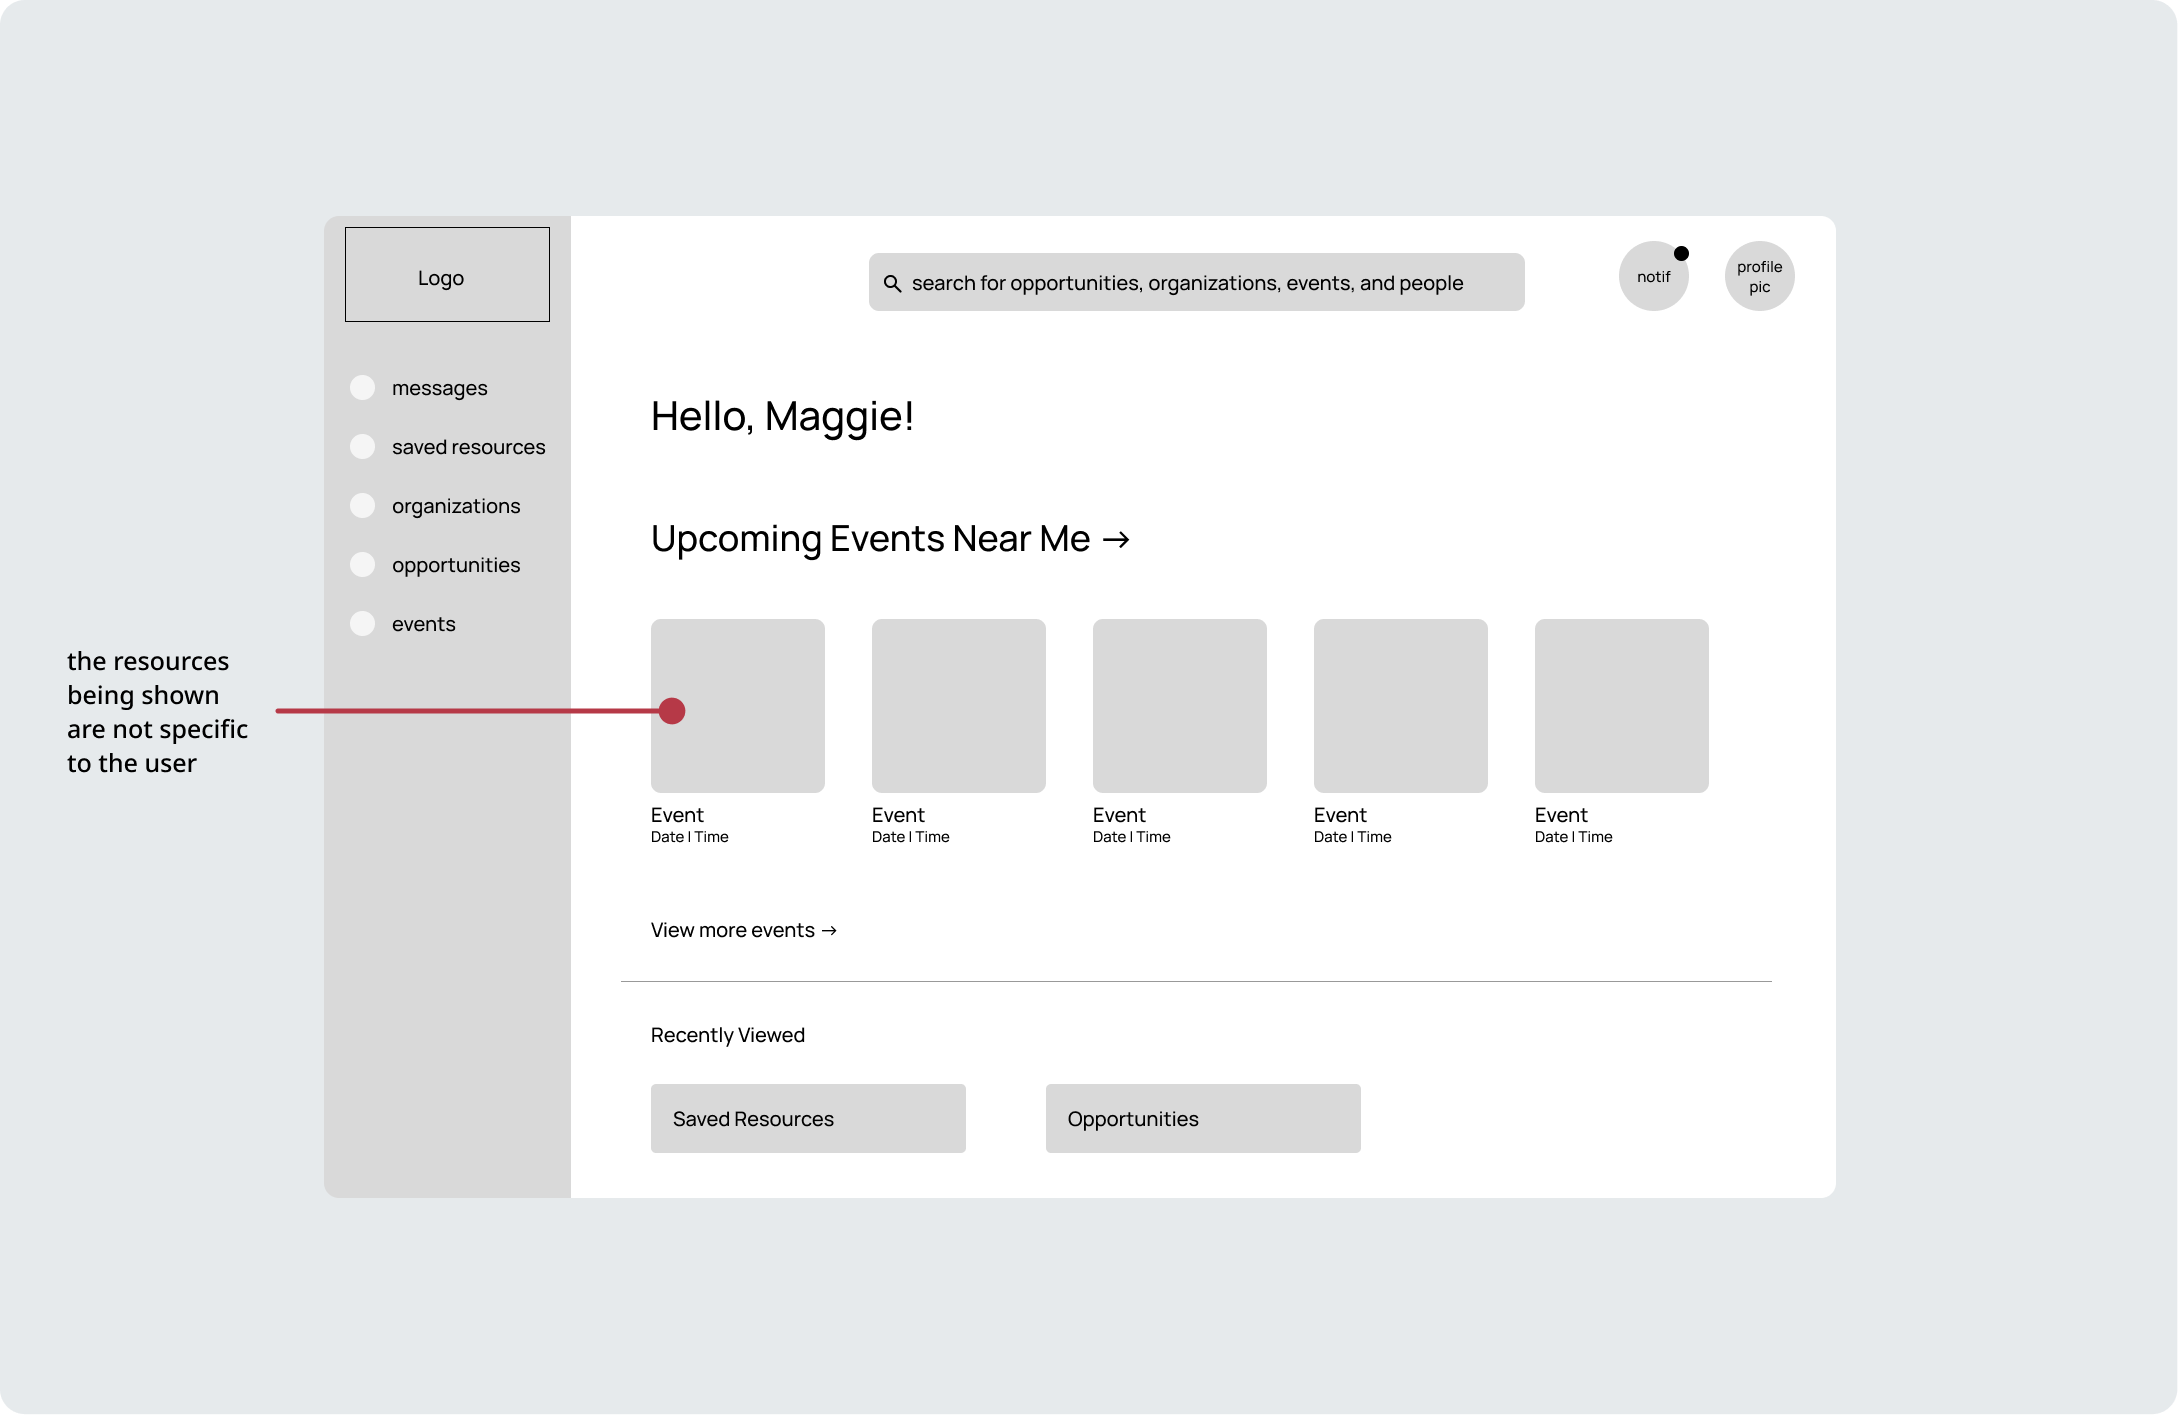 Logo
search for opportunities, organizations, events, and people
notif
profile
pic
messages
saved resources
organizations
opportunities
events
the resources
being shown
are not specific
to the user
Hello, Maggie!
Upcoming Events Near Me →
Event
Date | Time
Event
Date | Time
Event
Date | Time
Event
Date | Time
Event
Date | Time
View more events →
Recently Viewed
Saved Resources
Opportunities